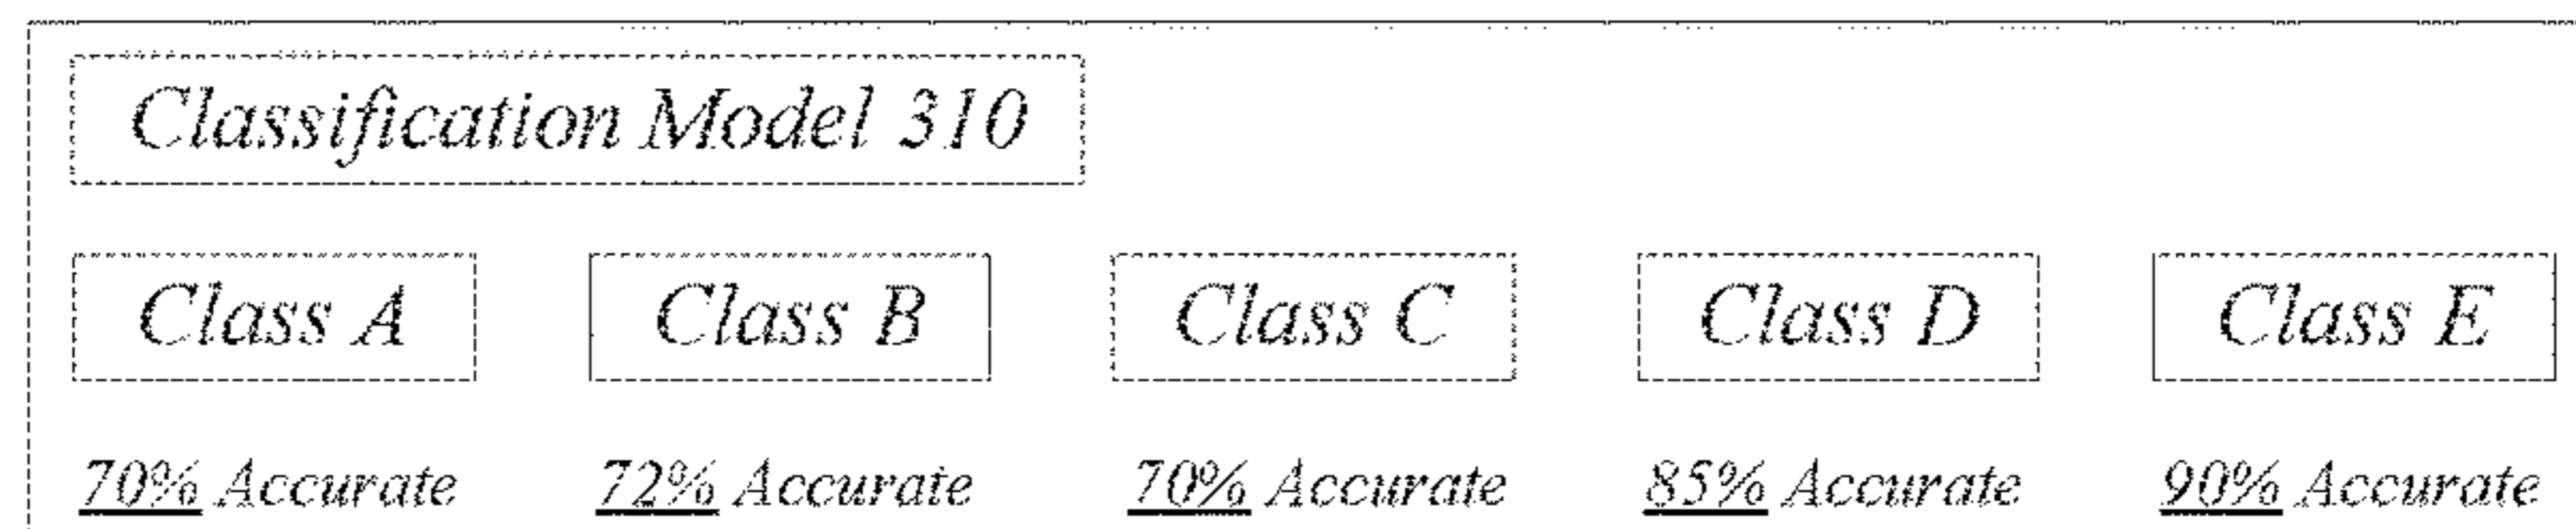 Classification Model 310
Class A Class B Class C Class D Class E
70% Accurate 72% Accurate 70% Accurate 85% Accurate 90% Accurate